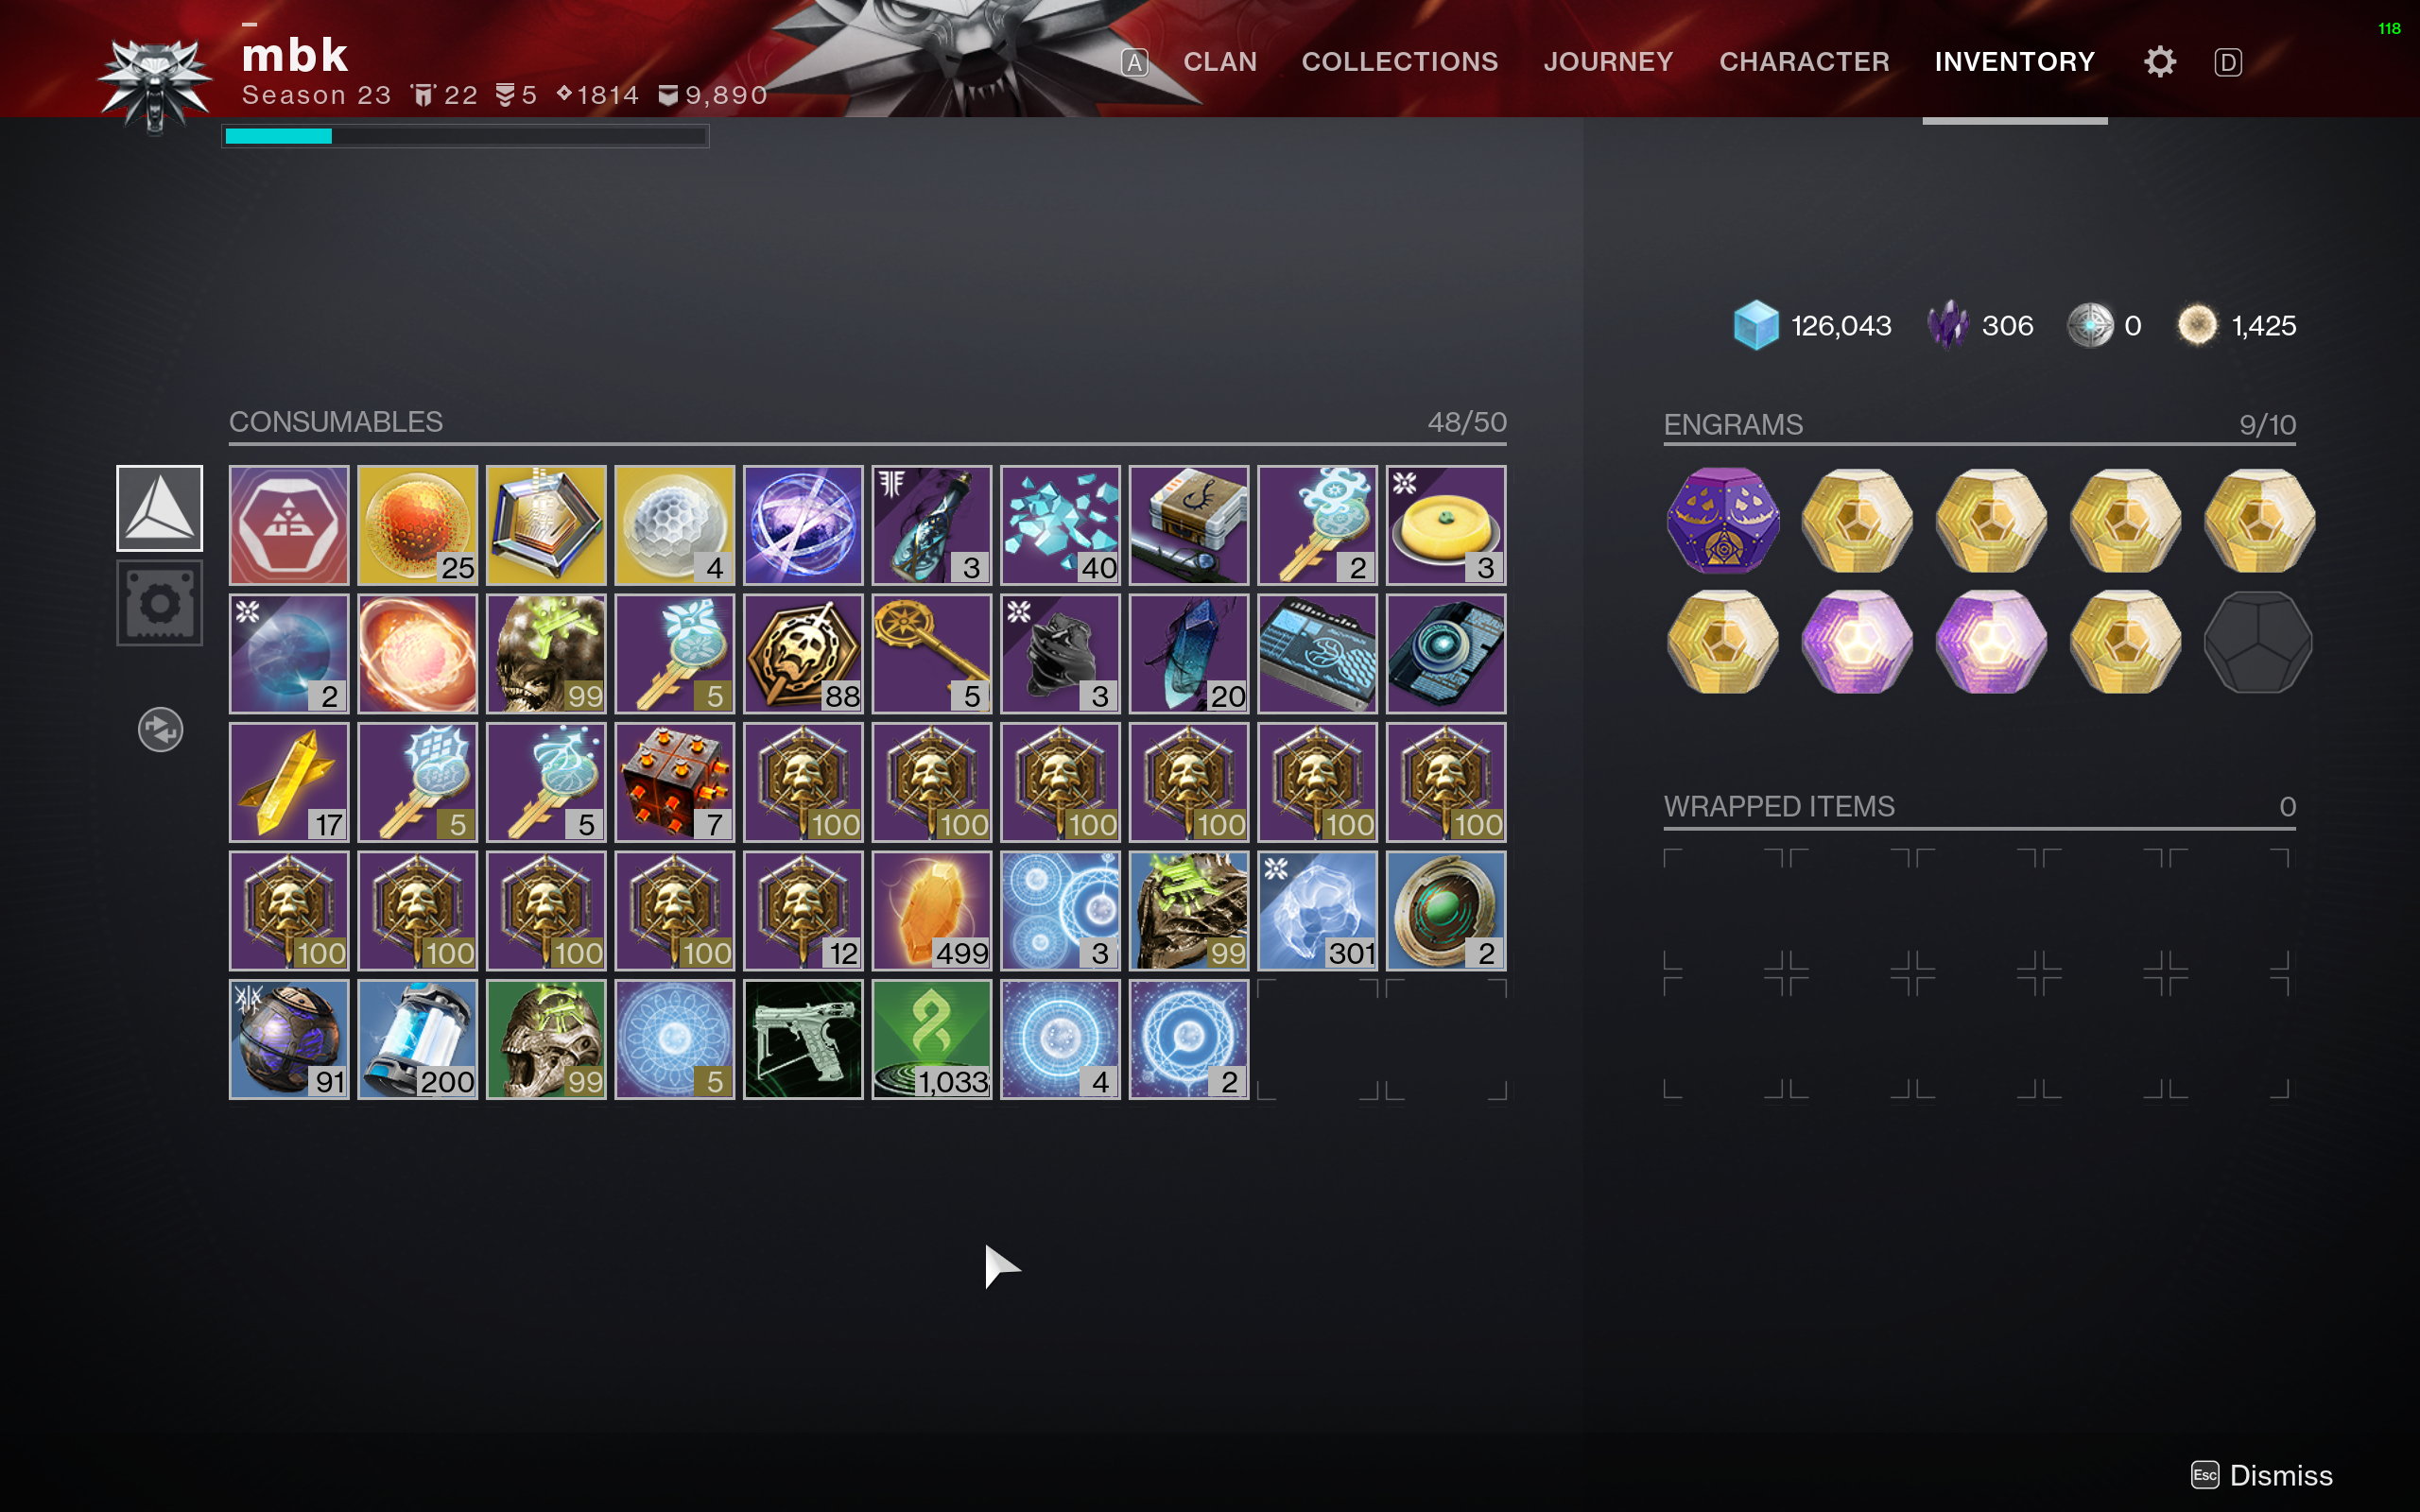 118
mbk
Season 23 22 5 1814 9,890
A CLAN COLLECTIONS JOURNEY CHARACTER INVENTORY D
126,043 306 0 1,425
CONSUMABLES 48/50
ENGRAMS 9/10
25 4 3 40 2 3
2 99 5 88 5 3 20
17 5 5 7 100 100 100 100 100 100
WRAPPED ITEMS 0
100 100 100 100 12 499 3 99 301 2
91 200 99 5 1,033 4 2
Esc Dismiss